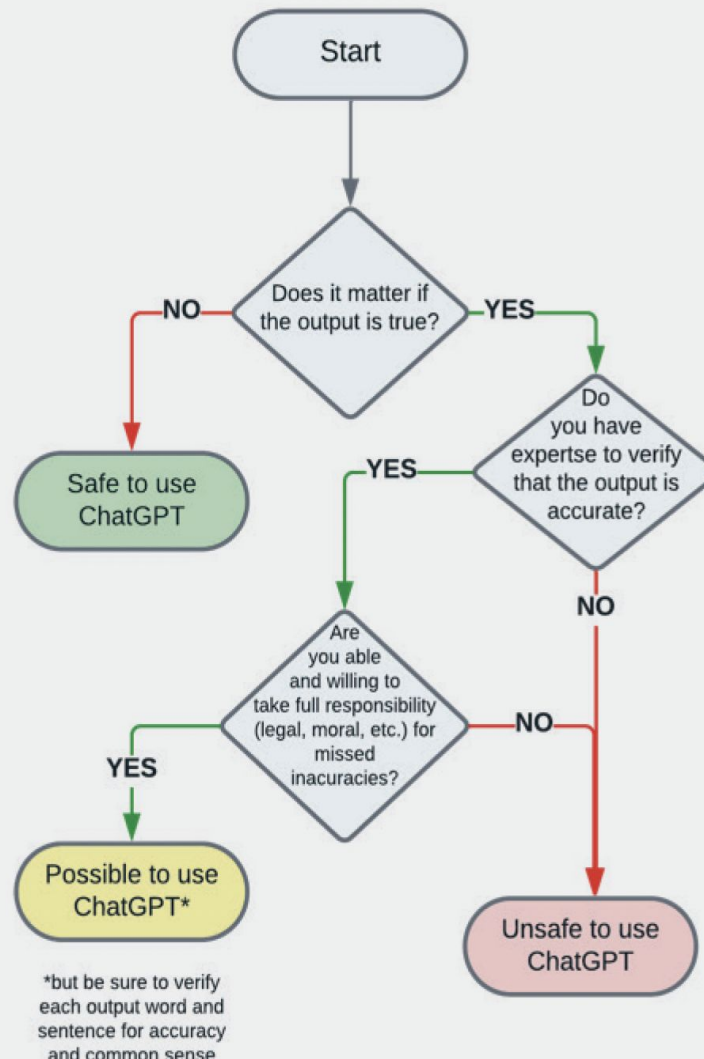 Start
Does it matter if
the output is true?
NO
YES
Safe to use
ChatGPT
Do
you have
expertse to verify
that the output is
accurate?
YES
NO
Are
you able
and willing to
take full responsibility
(legal, moral, etc.) for
missed
inacuracies?
NO
YES
Possible to use
ChatGPT*
Unsafe to use
ChatGPT
*but be sure to verify
each output word and
sentence for accuracy
and common sense